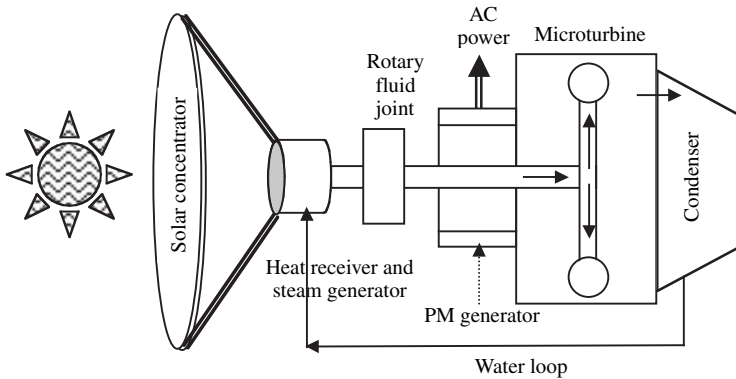 AC
power
Microturbine
Rotary
fluid
joint
Solar concentrator
Condenser
Heat receiver and
steam generator
PM generator
Water loop